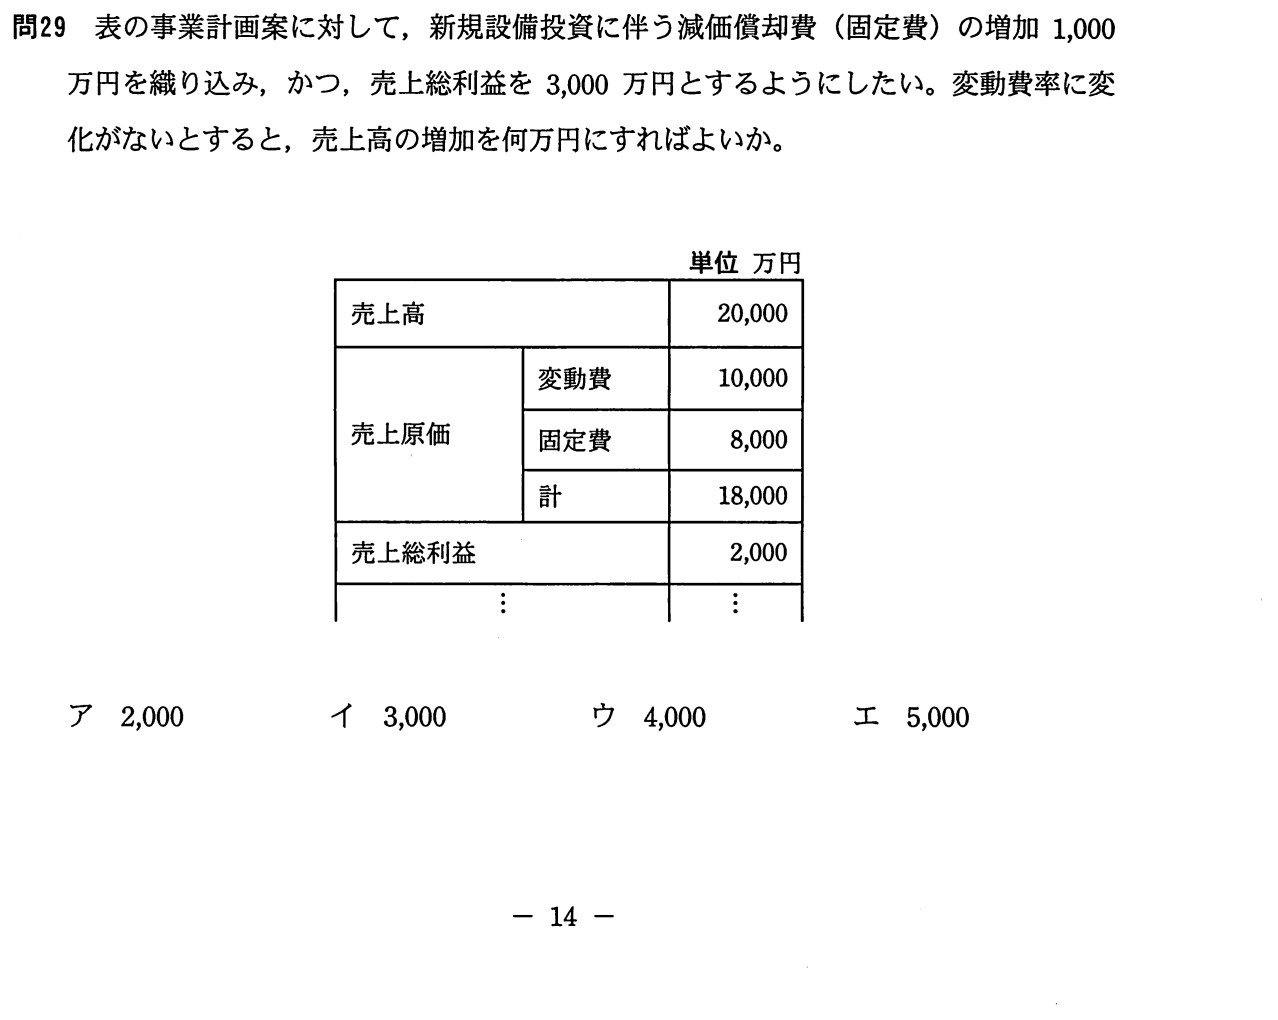 問29 表の事業計画案に対して，新規設備投資に伴う減価償却費（固定費）の増加 1,000
万円を織り込み，かつ，売上総利益を 3,000 万円とするようにしたい。変動費率に変
化がないとすると，売上高の増加を何万円にすればよいか。
単位 万円
売上高 20,000
変動費 10,000
売上原価 固定費 8,000
計 18,000
売上総利益 2,000
⋮ ⋮
ア 2,000 イ 3,000 ウ 4,000 エ 5,000
― 14 ―